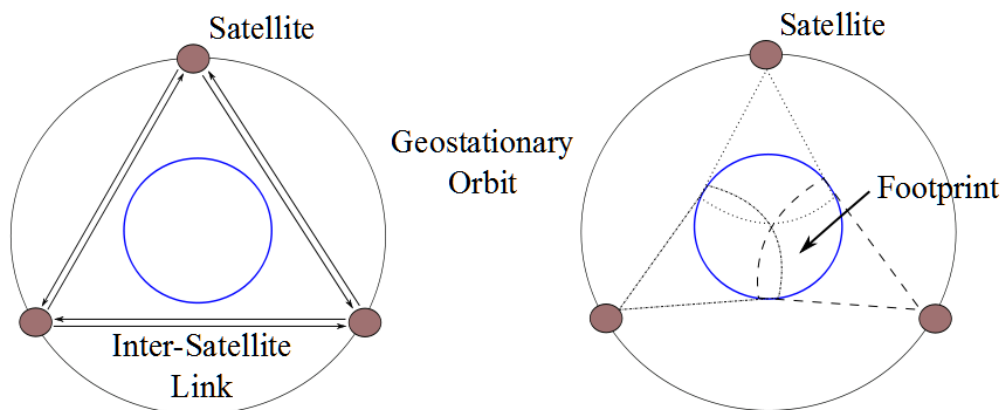 Satellite
Inter-Satellite
Link
Geostationary
Orbit
Satellite
Footprint